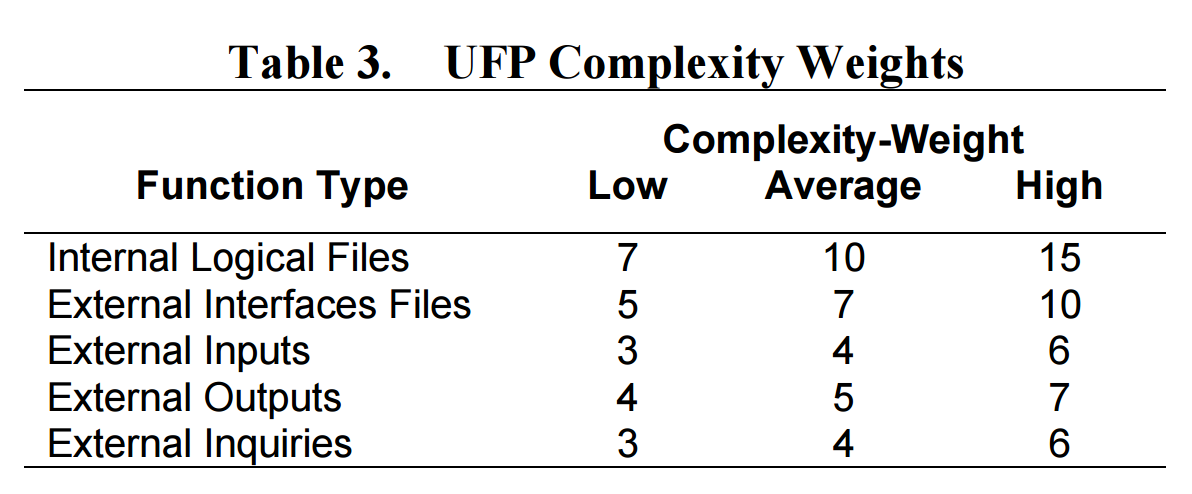 Table 3. UFP Complexity Weights
Complexity-Weight
Function Type Low Average High
Internal Logical Files 7 10 15
External Interfaces Files 5 7 10
External Inputs 3 4 6
External Outputs 4 5 7
External Inquiries 3 4 6